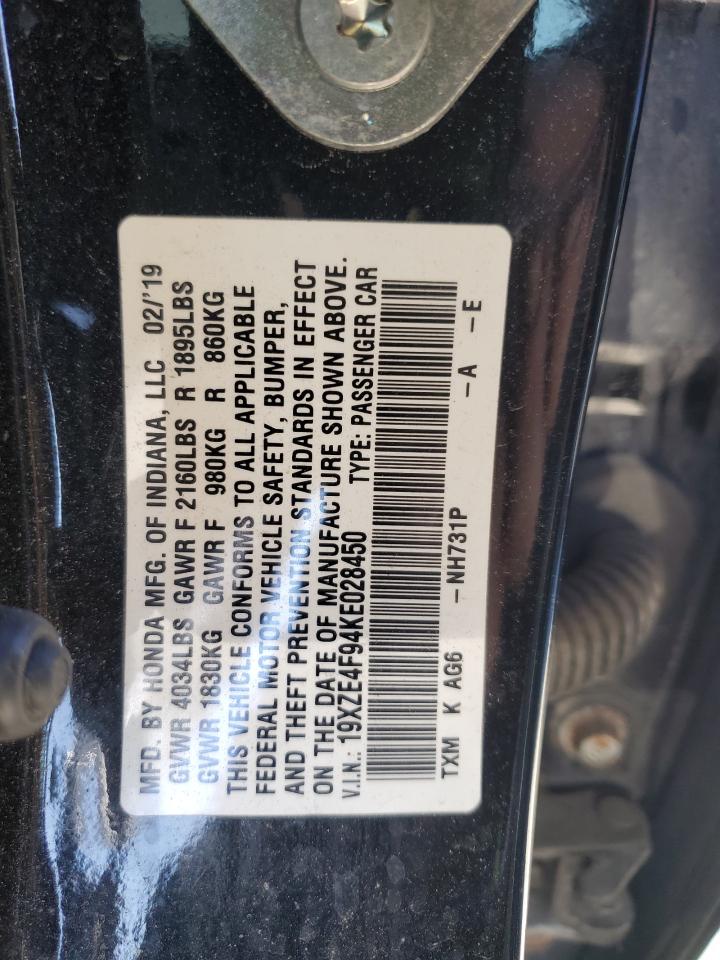 MFD. BY HONDA MFG. OF INDIANA, LLC 02/'19
GVWR 4034LBS GAWR F 2160LBS R 1895LBS
GVWR 1830KG GAWR F 980KG R 860KG
THIS VEHICLE CONFORMS TO ALL APPLICABLE
FEDERAL MOTOR VEHICLE SAFETY, BUMPER,
AND THEFT PREVENTION STANDARDS IN EFFECT
ON THE DATE OF MANUFACTURE SHOWN ABOVE.
V.I.N.: 19XZE4F94KE028450 TYPE: PASSENGER CAR
TXM K AG6 –NH731P –A –E